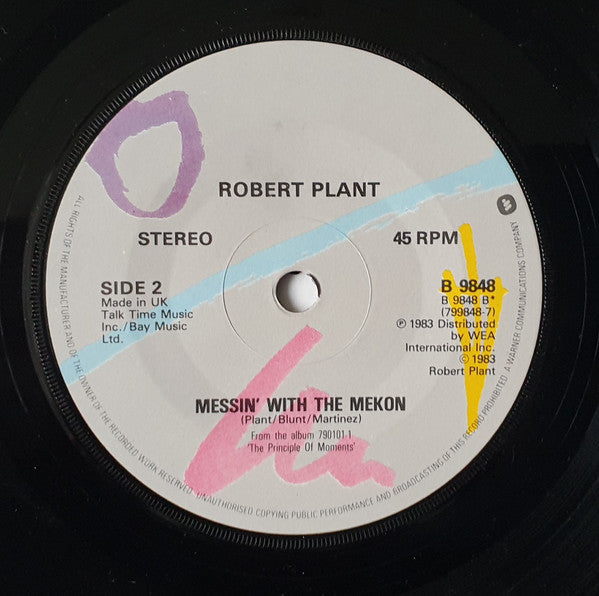 ROBERT PLANT
STEREO
45 RPM
SIDE 2
Made in UK
Talk Time Music
Inc./Bay Music
Ltd.
B 9848
B 9848 B*
(799848-7)
℗ 1983 Distributed
by WEA
International Inc.
© 1983
Robert Plant
MESSIN' WITH THE MEKON
(Plant/Blunt/Martinez)
From the album 790101-1
'The Principle Of Moments'
ALL RIGHTS OF THE MANUFACTURER AND OF THE OWNER OF THE RECORDED WORK RESERVED · UNAUTHORISED COPYING PUBLIC PERFORMANCE AND BROADCASTING OF THIS RECORD PROHIBITED · A WARNER COMMUNICATIONS COMPANY.